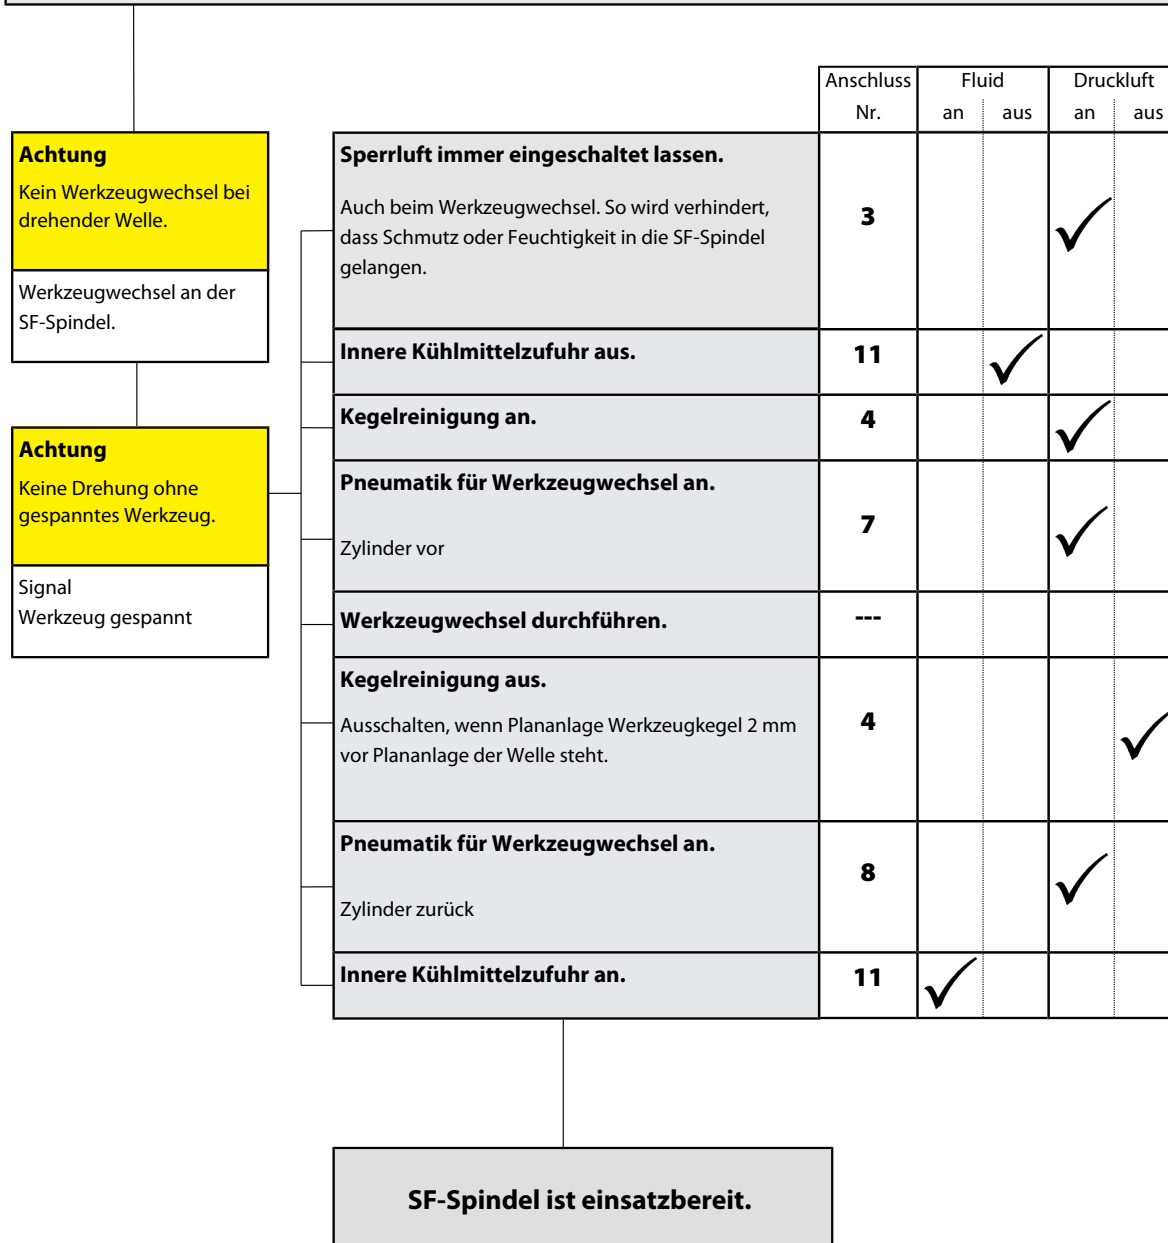 Anschluss Fluid Druckluft
Nr. an aus an aus
Achtung
Kein Werkzeugwechsel bei
drehender Welle.
Werkzeugwechsel an der
SF-Spindel.
Achtung
Keine Drehung ohne
gespanntes Werkzeug.
Signal
Werkzeug gespannt
Sperrluft immer eingeschaltet lassen.
Auch beim Werkzeugwechsel. So wird verhindert,
dass Schmutz oder Feuchtigkeit in die SF-Spindel
gelangen.
3
Innere Kühlmittelzufuhr aus.
11
Kegelreinigung an.
4
Pneumatik für Werkzeugwechsel an.
Zylinder vor
7
Werkzeugwechsel durchführen.
---
Kegelreinigung aus.
Ausschalten, wenn Plananlage Werkzeugkegel 2 mm
vor Plananlage der Welle steht.
4
Pneumatik für Werkzeugwechsel an.
Zylinder zurück
8
Innere Kühlmittelzufuhr an.
11
SF-Spindel ist einsatzbereit.